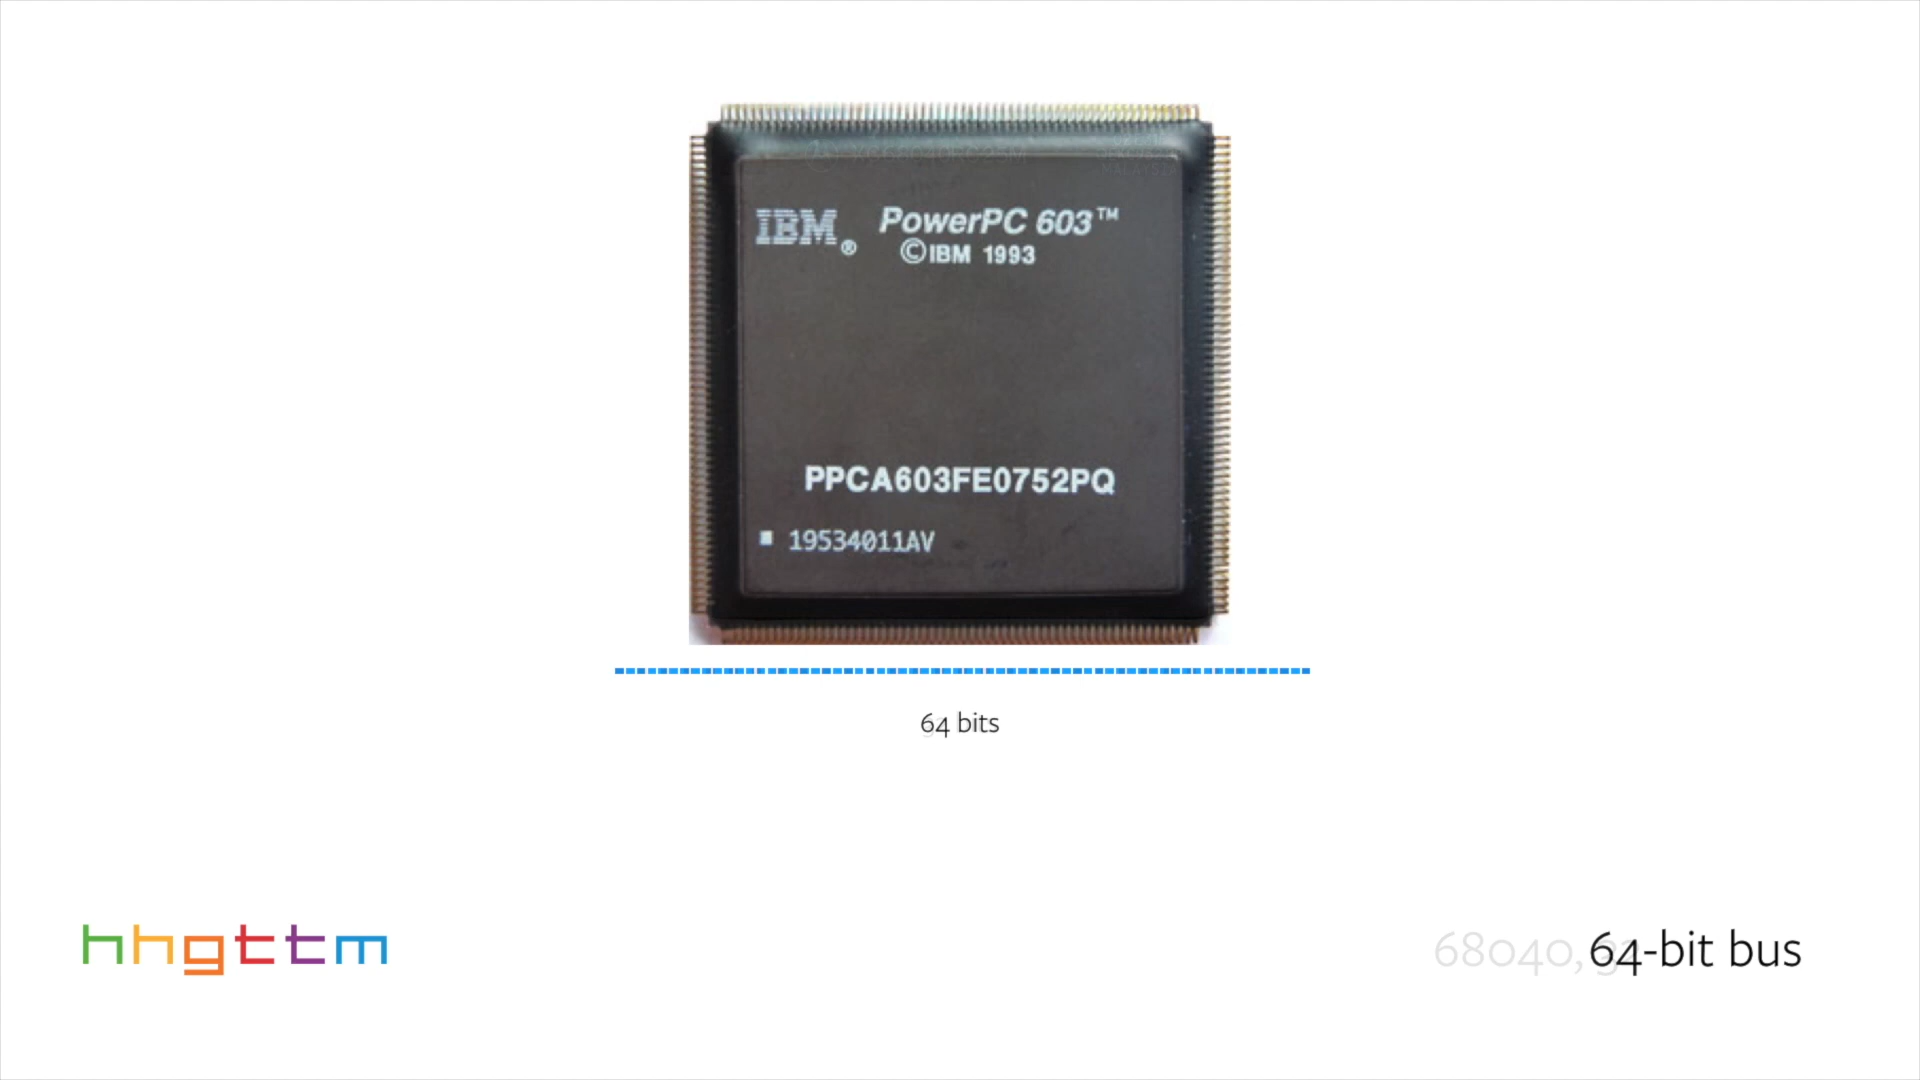 IBM®
PowerPC 603™
©IBM 1993
PPCA603FE0752PQ
19534011AV
64 bits
hhgttm
68040, 64-bit bus